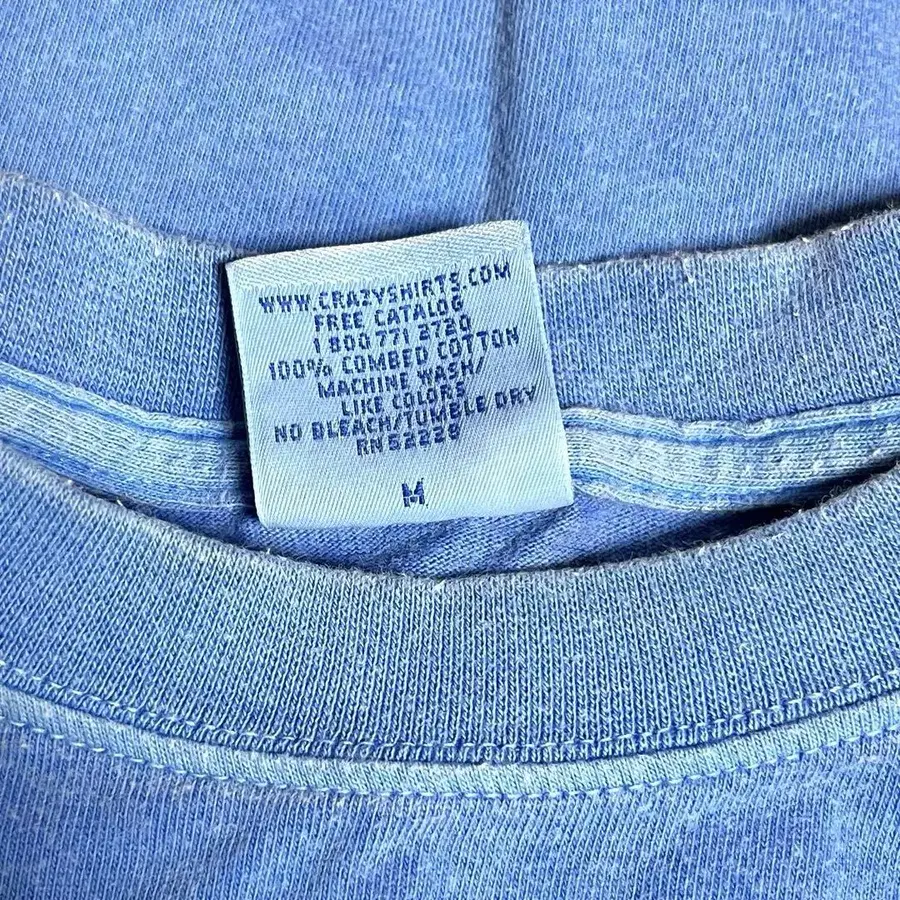 WWW.CRAZYSHIRTS.COM
FREE CATALOG
1 800 771 2720
100% COMBED COTTON
MACHINE WASH/
LIKE COLORS
NO BLEACH/TUMBLE DRY
RN52228
M